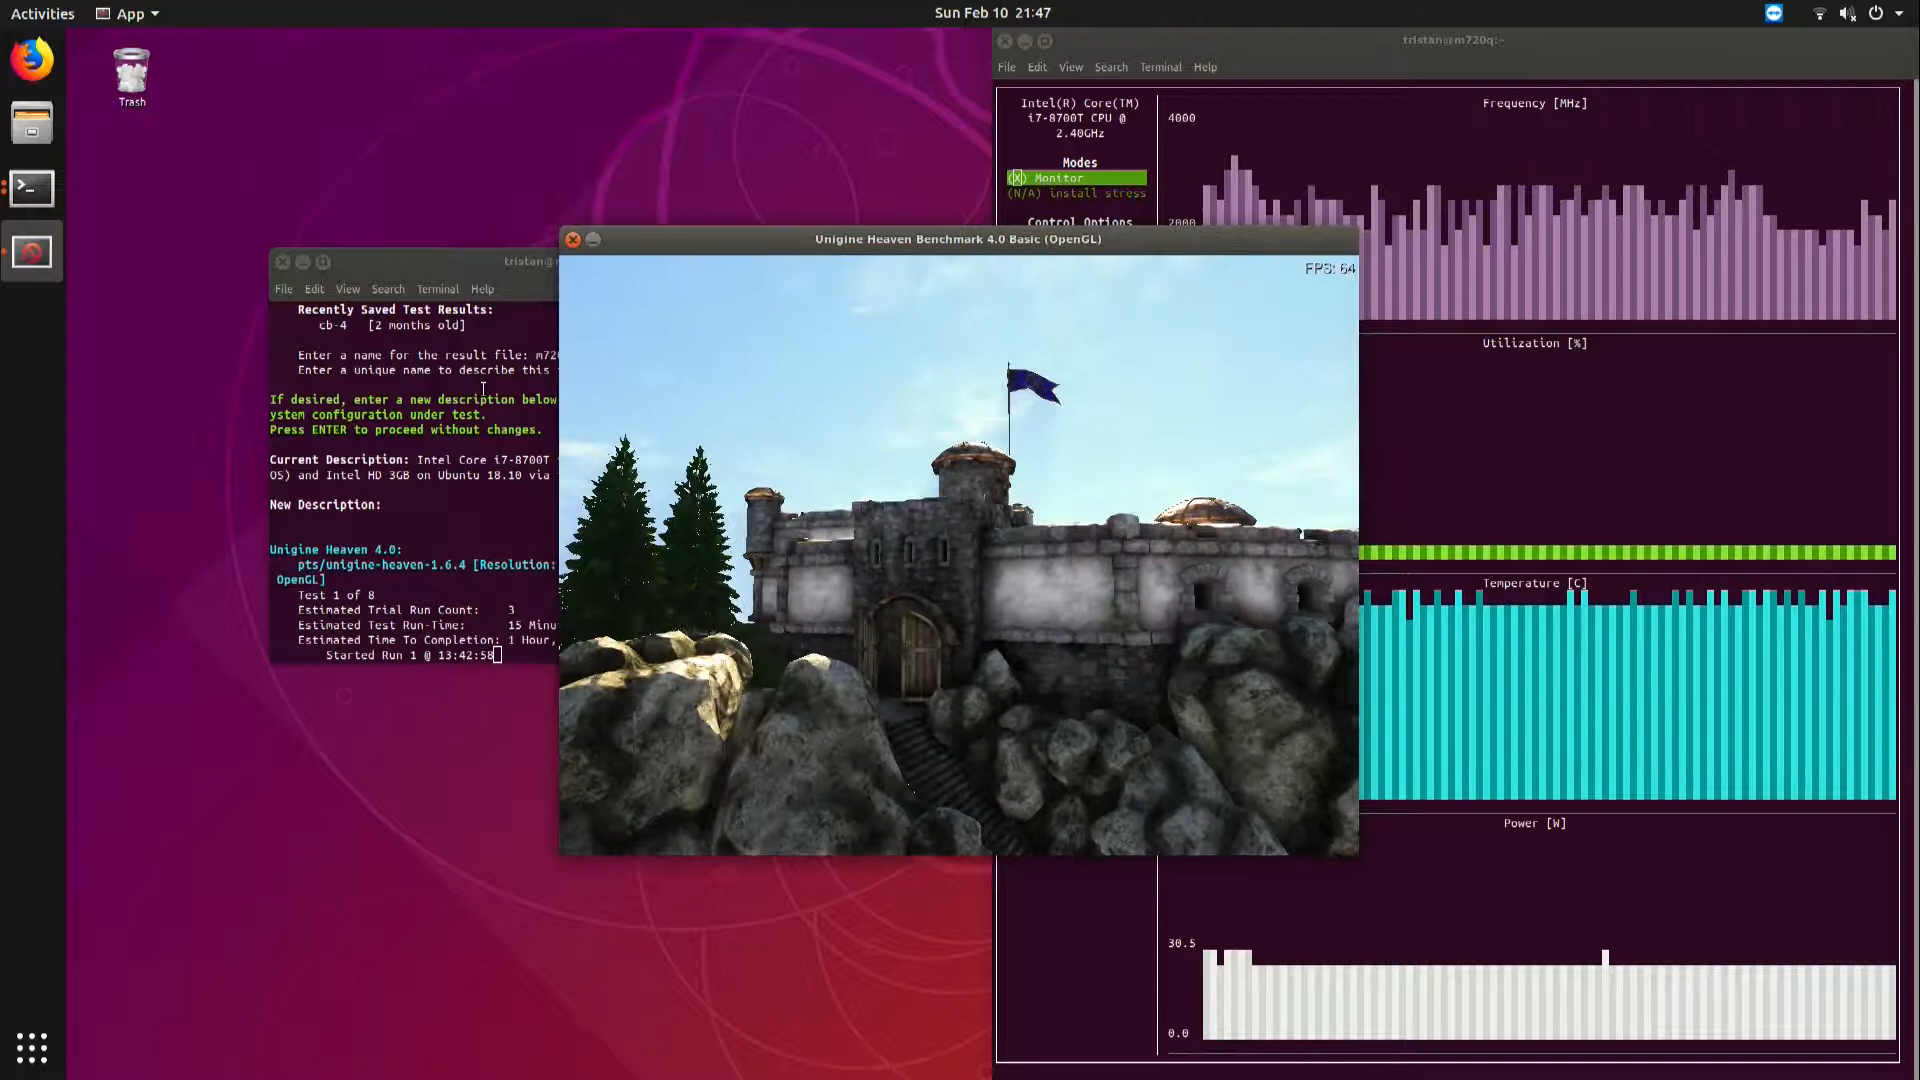 Activities
App
Sun Feb 10 21:47
Trash
tristan@m720q:~
File Edit View Search Terminal Help
Intel(R) Core(TM)
i7-8700T CPU @
2.40GHz
Modes
(X) Monitor
(N/A) install stress
Control Options
Frequency [MHz]
4000
2000
Utilization [%]
Temperature [C]
Power [W]
30.5
0.0
Unigine Heaven Benchmark 4.0 Basic (OpenGL)
FPS: 64
tristan@m
File Edit View Search Terminal Help
Recently Saved Test Results:
cb-4 [2 months old]
Enter a name for the result file: m72
Enter a unique name to describe this
If desired, enter a new description below
ystem configuration under test.
Press ENTER to proceed without changes.
Current Description: Intel Core i7-8700T
OS) and Intel HD 3GB on Ubuntu 18.10 via
New Description:
Unigine Heaven 4.0:
pts/unigine-heaven-1.6.4 [Resolution:
OpenGL]
Test 1 of 8
Estimated Trial Run Count: 3
Estimated Test Run-Time: 15 Minu
Estimated Time To Completion: 1 Hour,
Started Run 1 @ 13:42:58